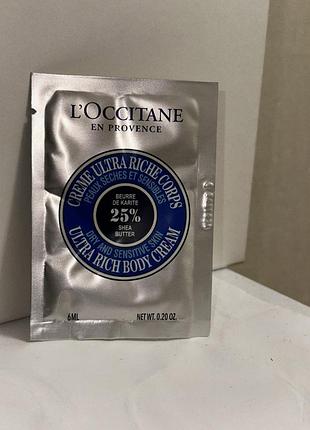 L'OCCITANE
EN PROVENCE
CRÈME ULTRA RICHE CORPS
PEAUX SÈCHES ET SENSIBLES
BEURRE
DE KARITÉ
25%
SHEA
BUTTER
DRY AND SENSITIVE SKIN
ULTRA RICH BODY CREAM
6ML NET WT. 0.20 OZ.